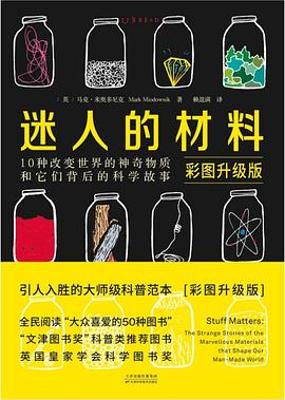 UNREAD
[英] 马克·米奥多尼克 Mark Miodownik 著 赖盈满 译
迷人的材料
10种改变世界的神奇物质
和它们背后的科学故事
彩图升级版
引人入胜的大师级科普范本 [彩图升级版]
全民阅读“大众喜爱的50种图书”
“文津图书奖”科普类推荐图书
英国皇家学会科学图书奖
Stuff Matters:
The Strange Stories of the
Marvellous Materials
that Shape Our
Man-Made World